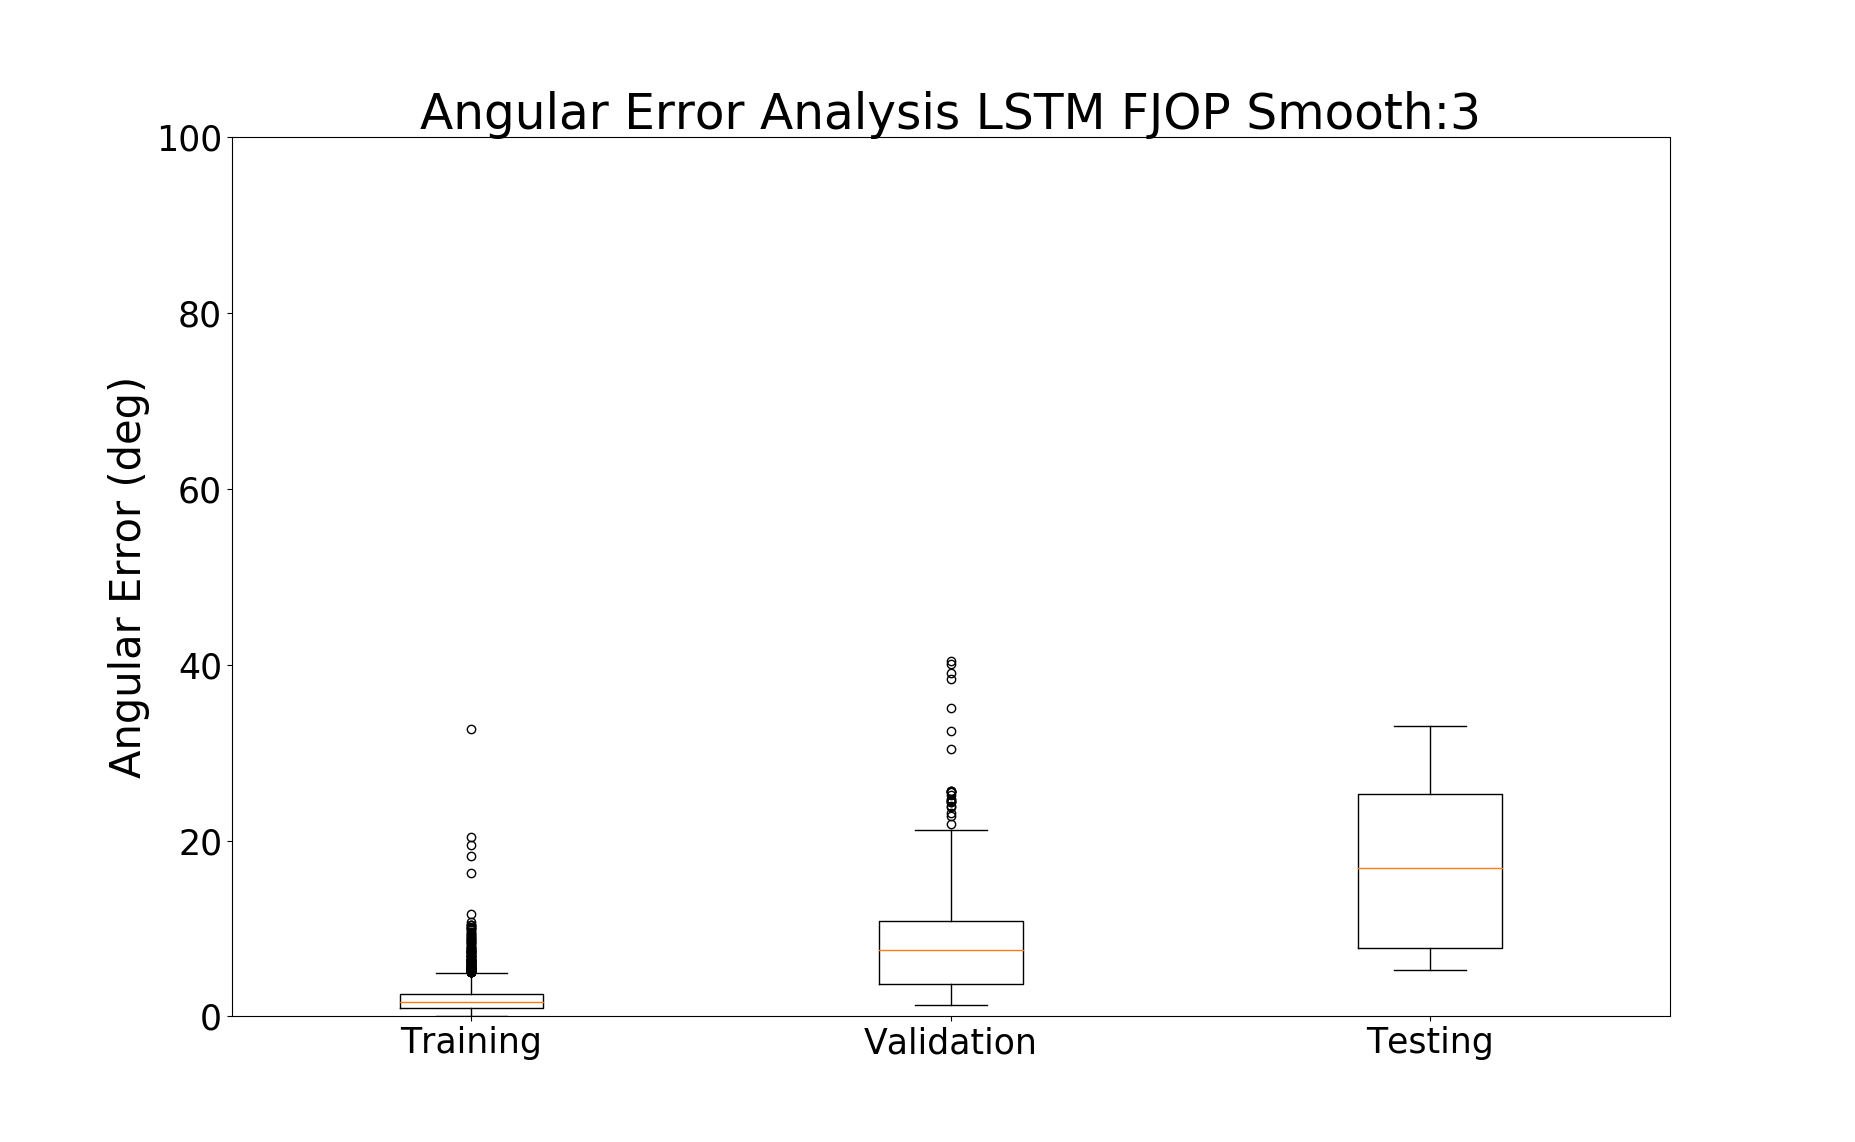 Angular Error Analysis LSTM FJOP Smooth:3
100
80
60
40
20
0
Angular Error (deg)
Training
Validation
Testing